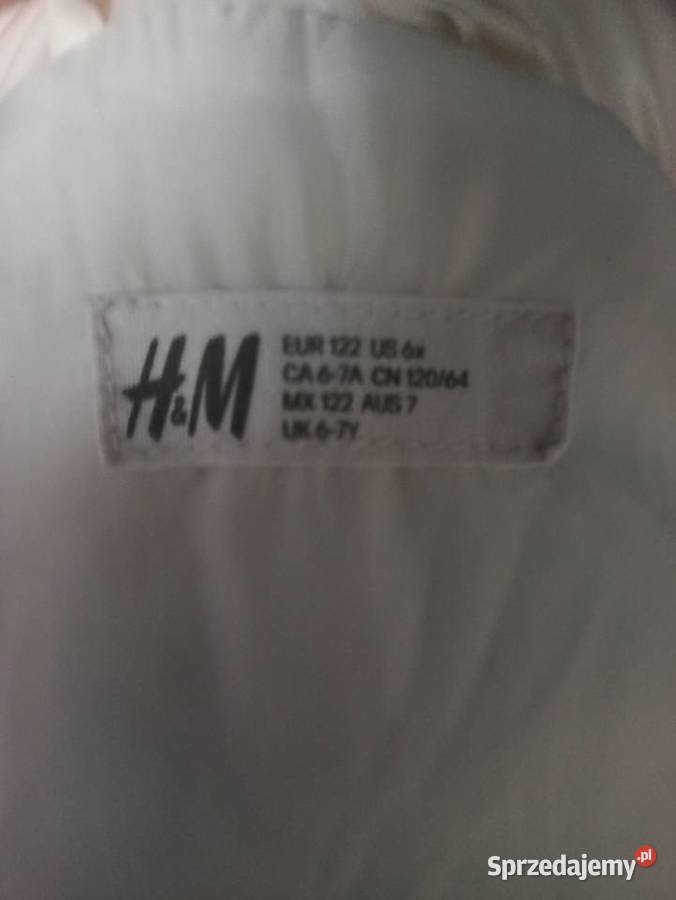 H&M
EUR 122 US 6x
CA 6-7A CN 120/64
MX 122 AUS 7
UK 6-7Y
Sprzedajemy.pl